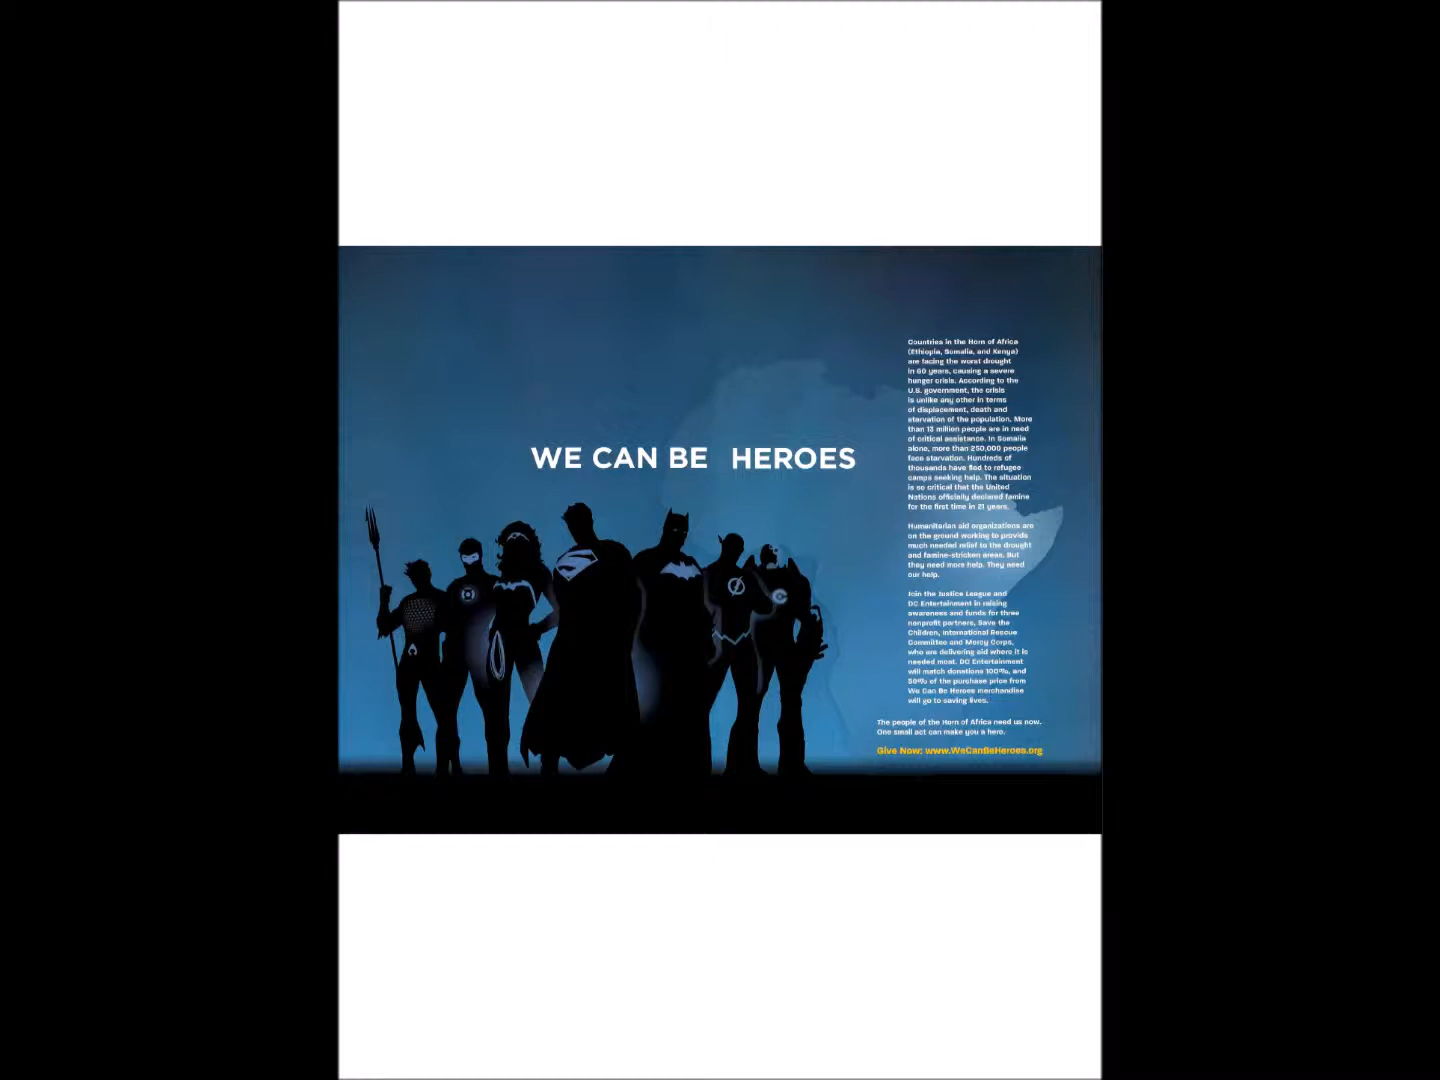 WE CAN BE HEROES
Countries in the Horn of Africa
(Ethiopia, Somalia, and Kenya)
are facing the worst drought
in 60 years, causing a severe
hunger crisis. According to the
U.S. government, the crisis
is unlike any other in terms
of displacement, death and
starvation of the population. More
than 13 million people are in need
of critical assistance. In Somalia
alone, more than 250,000 people
face starvation. Hundreds of
thousands have fled to refugee
camps seeking help. The situation
is so critical that the United
Nations officially declared famine
for the first time in 21 years.
Humanitarian aid organizations are
on the ground working to provide
much needed relief to the drought
and famine-stricken areas. But
they need more help. They need
our help.
Join the Justice League and
DC Entertainment in raising
awareness and funds for three
nonprofit partners, Save the
Children, International Rescue
Committee and Mercy Corps,
who are delivering aid where it is
needed most. DC Entertainment
will match donations 100%, and
50% of the purchase price from
We Can Be Heroes merchandise
will go to saving lives.
The people of the Horn of Africa need us now.
One small act can make you a hero.
Give Now: www.WeCanBeHeroes.org